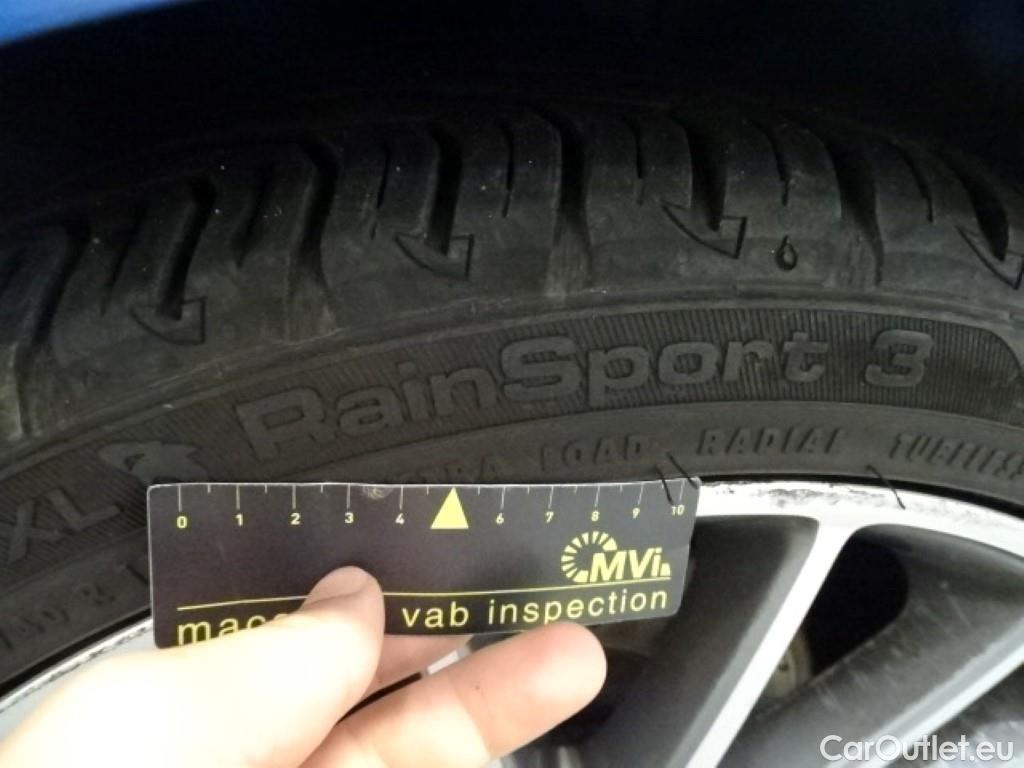 RainSport 3
XL
LOAD RADIAL TUBELESS
0 1 2 3 4 6 7 8 9 10
MVi
vab inspection
CarOutlet.eu